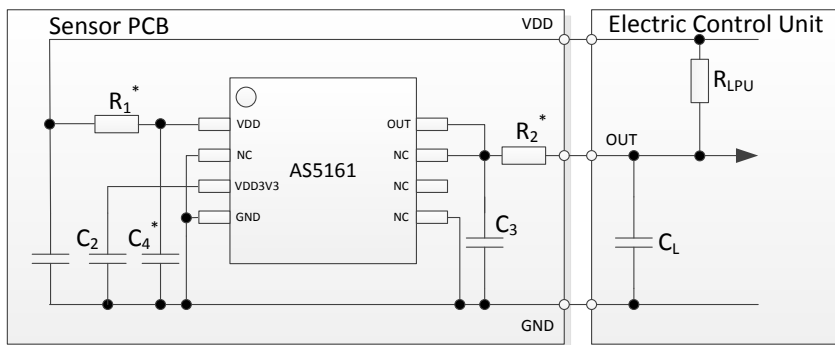 Sensor PCB
VDD
Electric Control Unit
R1*
RLPU
VDD
OUT
R2*
OUT
NC
NC
AS5161
VDD3V3
NC
GND
NC
C2
C4*
C3
CL
GND